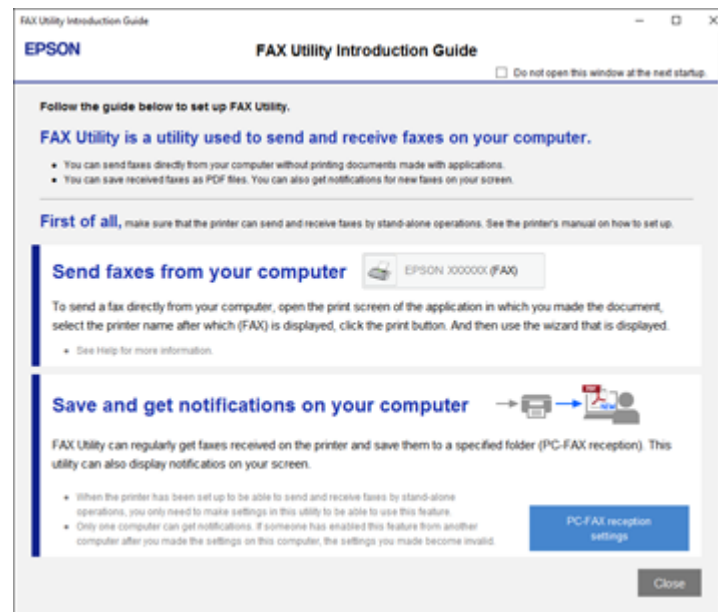 FAX Utility Introduction Guide
EPSON
FAX Utility Introduction Guide
Do not open this window at the next startup.
Follow the guide below to set up FAX Utility.
FAX Utility is a utility used to send and receive faxes on your computer.
• You can send faxes directly from your computer without printing documents made with applications.
• You can save received faxes as PDF files. You can also get notifications for new faxes on your screen.
First of all, make sure that the printer can send and receive faxes by stand-alone operations. See the printer's manual on how to set up.
Send faxes from your computer
EPSON XXXXXX (FAX)
To send a fax directly from your computer, open the print screen of the application in which you made the document,
select the printer name after which (FAX) is displayed, click the print button. And then use the wizard that is displayed.
• See Help for more information.
Save and get notifications on your computer
PDF
NEW
FAX Utility can regularly get faxes received on the printer and save them to a specified folder (PC-FAX reception). This
utility can also display notificatios on your screen.
• When the printer has been set up to be able to send and receive faxes by stand-alone
operations, you only need to make settings in this utility to be able to use this feature.
• Only one computer can get notifications. If someone has enabled this feature from another
computer after you made the settings on this computer, the settings you made become invalid.
PC-FAX reception
settings
Close